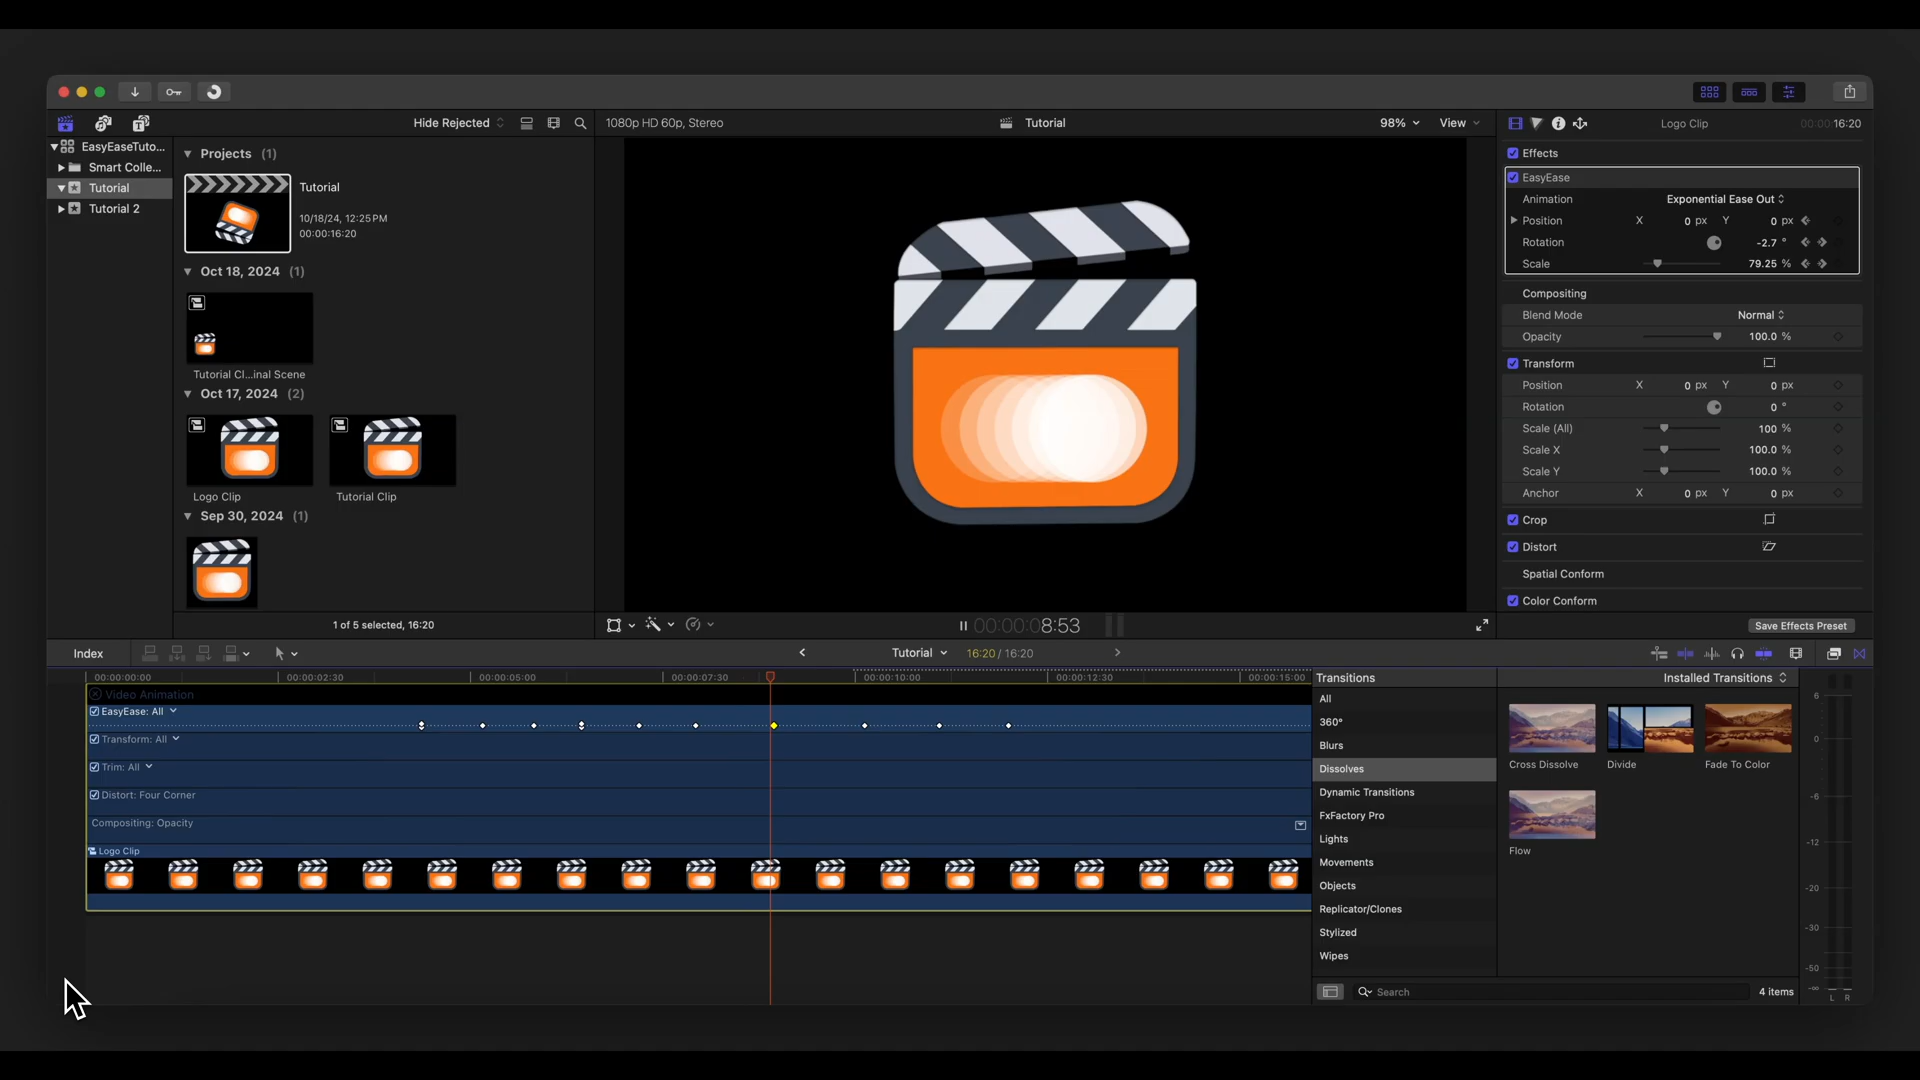 Hide Rejected
1080p HD 60p, Stereo
Tutorial
98%
View
Logo Clip
00:00:16:20
EasyEaseTuto...
Smart Colle...
Tutorial
Tutorial 2
Projects (1)
Tutorial
10/18/24, 12:25 PM
00:00:16:20
Oct 18, 2024 (1)
Tutorial Cl...inal Scene
Oct 17, 2024 (2)
Logo Clip
Tutorial Clip
Sep 30, 2024 (1)
1 of 5 selected, 16:20
00:00:08:53
Effects
EasyEase
Animation
Exponential Ease Out
Position X 0 px Y 0 px
Rotation -2.7 °
Scale 79.25 %
Compositing
Blend Mode Normal
Opacity 100.0 %
Transform
Position X 0 px Y 0 px
Rotation 0 °
Scale (All) 100 %
Scale X 100.0 %
Scale Y 100.0 %
Anchor X 0 px Y 0 px
Crop
Distort
Spatial Conform
Color Conform
Save Effects Preset
Index
Tutorial
16:20 / 16:20
00:00:00:00
00:00:02:30
00:00:05:00
00:00:07:30
00:00:10:00
00:00:12:30
00:00:15:00
Video Animation
EasyEase: All
Transform: All
Trim: All
Distort: Four Corner
Compositing: Opacity
Logo Clip
Transitions
Installed Transitions
All
360°
Blurs
Dissolves
Dynamic Transitions
FxFactory Pro
Lights
Movements
Objects
Replicator/Clones
Stylized
Wipes
Cross Dissolve
Divide
Fade To Color
Flow
Search
4 items
6
0
-6
-12
-20
-30
-50
-∞
L R